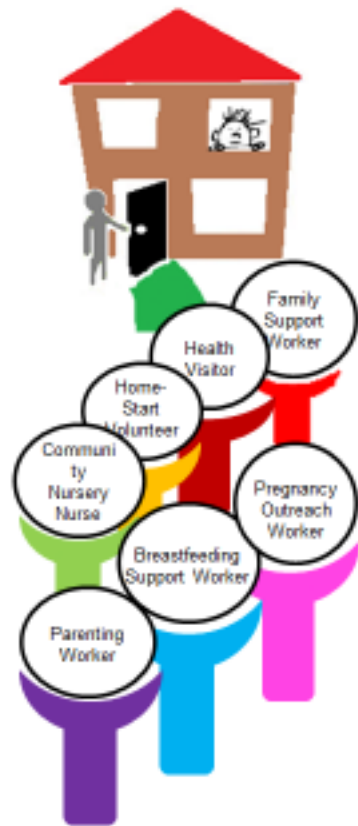 Family
Support
Worker
Health
Visitor
Home-
Start
Volunteer
Communi
ty
Nursery
Nurse
Pregnancy
Outreach
Worker
Breastfeeding
Support Worker
Parenting
Worker